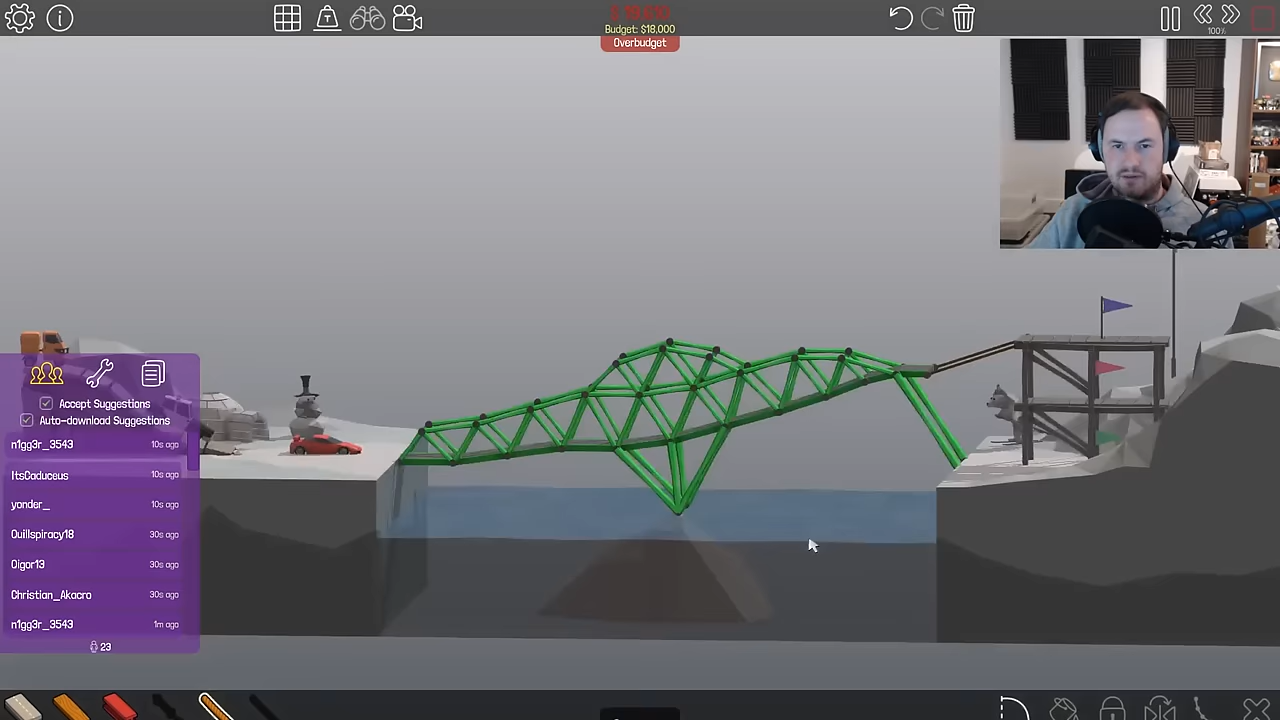 Budget: $18,000
Overbudget
100%
Accept Suggestions
Auto-download Suggestions
n1gg3r_3543 10s ago
ItsCaduceus 10s ago
yonder_ 10s ago
Quillspiracy18 30s ago
Oigor13 30s ago
Christian_Akacro 30s ago
n1gg3r_3543 1m ago
23